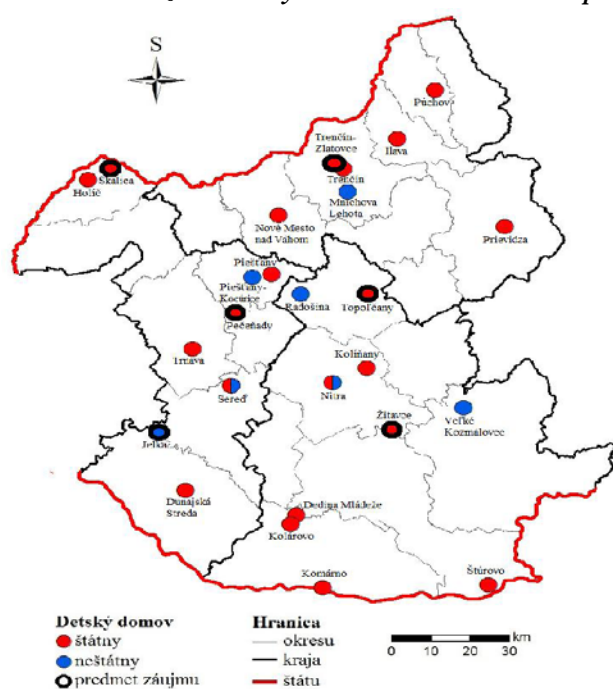 S
Púchov
Ilava
Trenčín-
Zlatovce
Trenčín
Mníchova
Lehota
Skalica
Holíč
Nové Mesto
nad Váhom
Prievidza
Piešťany
Piešťany-
Kocúrice
Radošina
Topoľčany
Pečeňady
Trnava
Kolíňany
Sereď
Nitra
Veľké
Kozmálovce
Žitavce
Jelka
Dunajská
Streda
Dedina Mládeže
Kolárovo
Komárno
Štúrovo
Detský domov
štátny
neštátny
predmet záujmu
Hranica
okresu
kraja
štátu
km
0 10 20 30